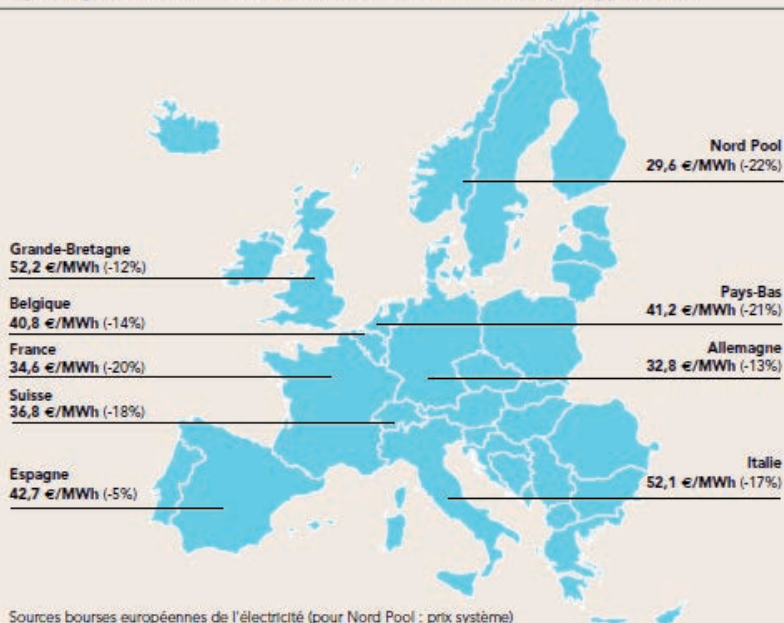 Nord Pool
29,6 €/MWh (-22%)
Grande-Bretagne
52,2 €/MWh (-12%)
Belgique
40,8 €/MWh (-14%)
Pays-Bas
41,2 €/MWh (-21%)
France
34,6 €/MWh (-20%)
Allemagne
32,8 €/MWh (-13%)
Suisse
36,8 €/MWh (-18%)
Espagne
42,7 €/MWh (-5%)
Italie
52,1 €/MWh (-17%)
Sources bourses européennes de l'électricité (pour Nord Pool : prix système)